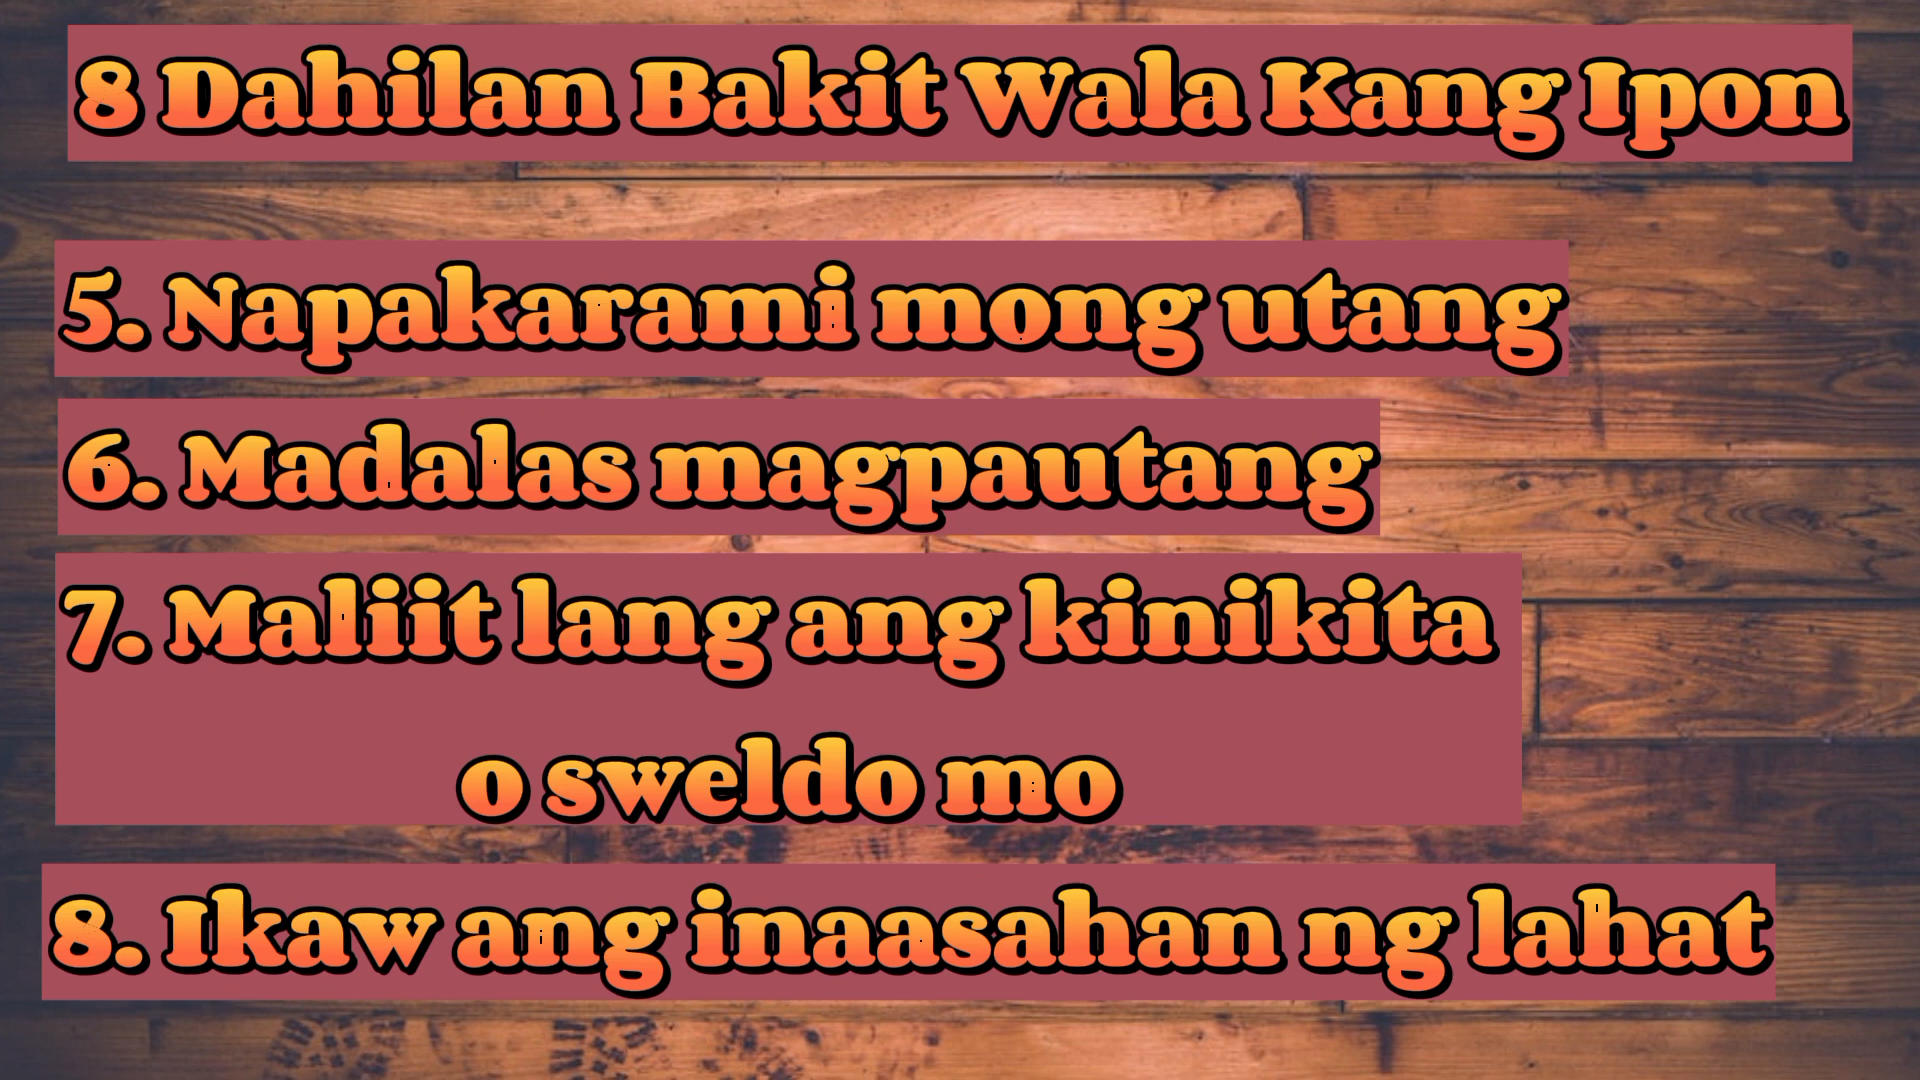 8 Dahilan Bakit Wala Kang Ipon
5. Napakarami mong utang
6. Madalas magpautang
7. Maliit lang ang kinikita
o sweldo mo
8. Ikaw ang inaasahan ng lahat